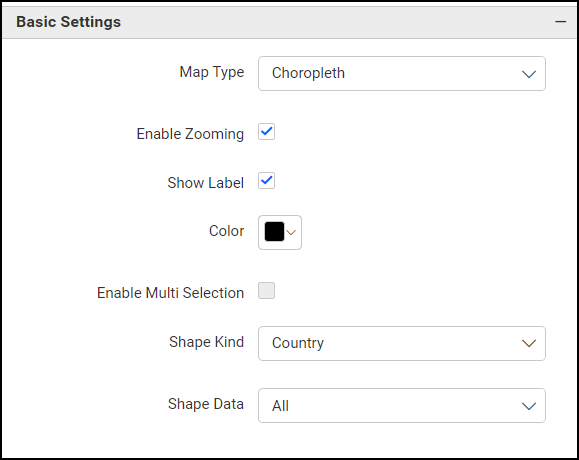 Basic Settings
Map Type Choropleth
Enable Zooming
Show Label
Color
Enable Multi Selection
Shape Kind Country
Shape Data All